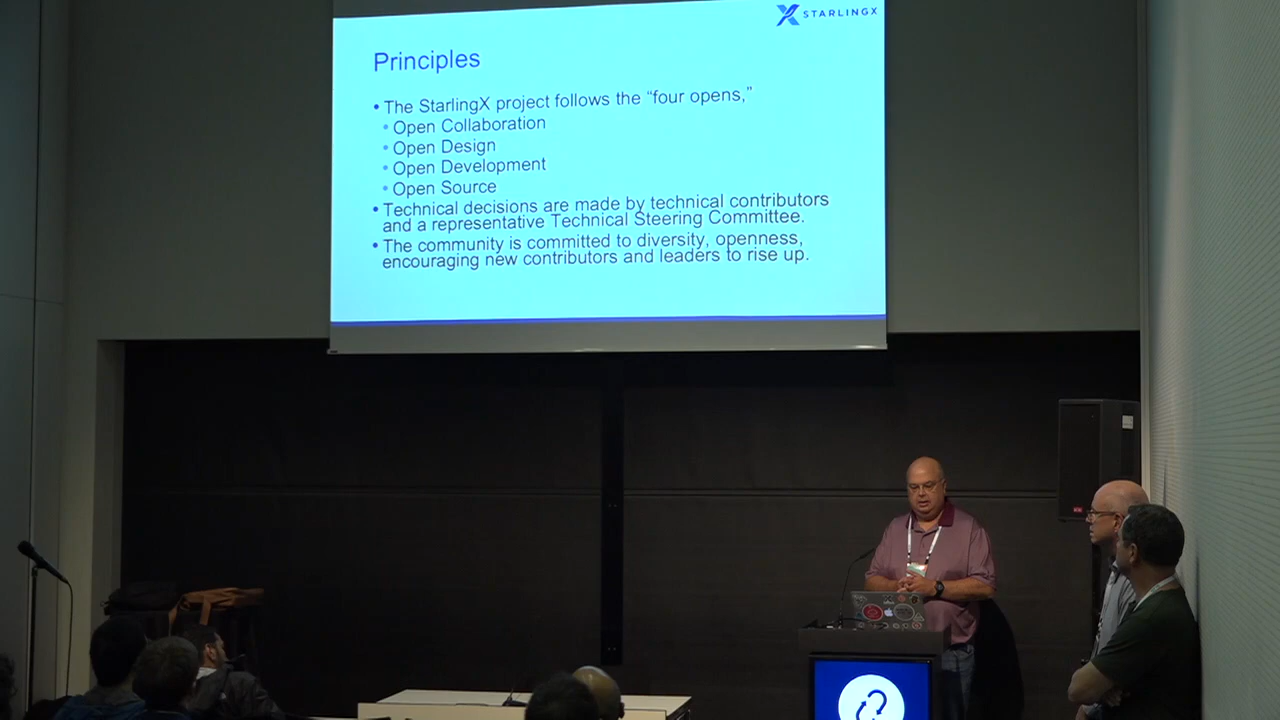 STARLINGX
Principles
• The StarlingX project follows the “four opens,”
• Open Collaboration
• Open Design
• Open Development
• Open Source
• Technical decisions are made by technical contributors
and a representative Technical Steering Committee.
• The community is committed to diversity, openness,
encouraging new contributors and leaders to rise up.